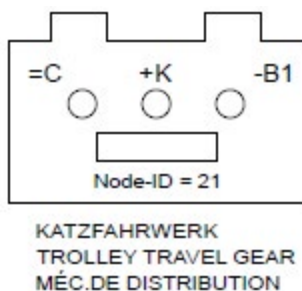 =C +K -B1
Node-ID = 21
KATZFAHRWERK
TROLLEY TRAVEL GEAR
MÉC.DE DISTRIBUTION